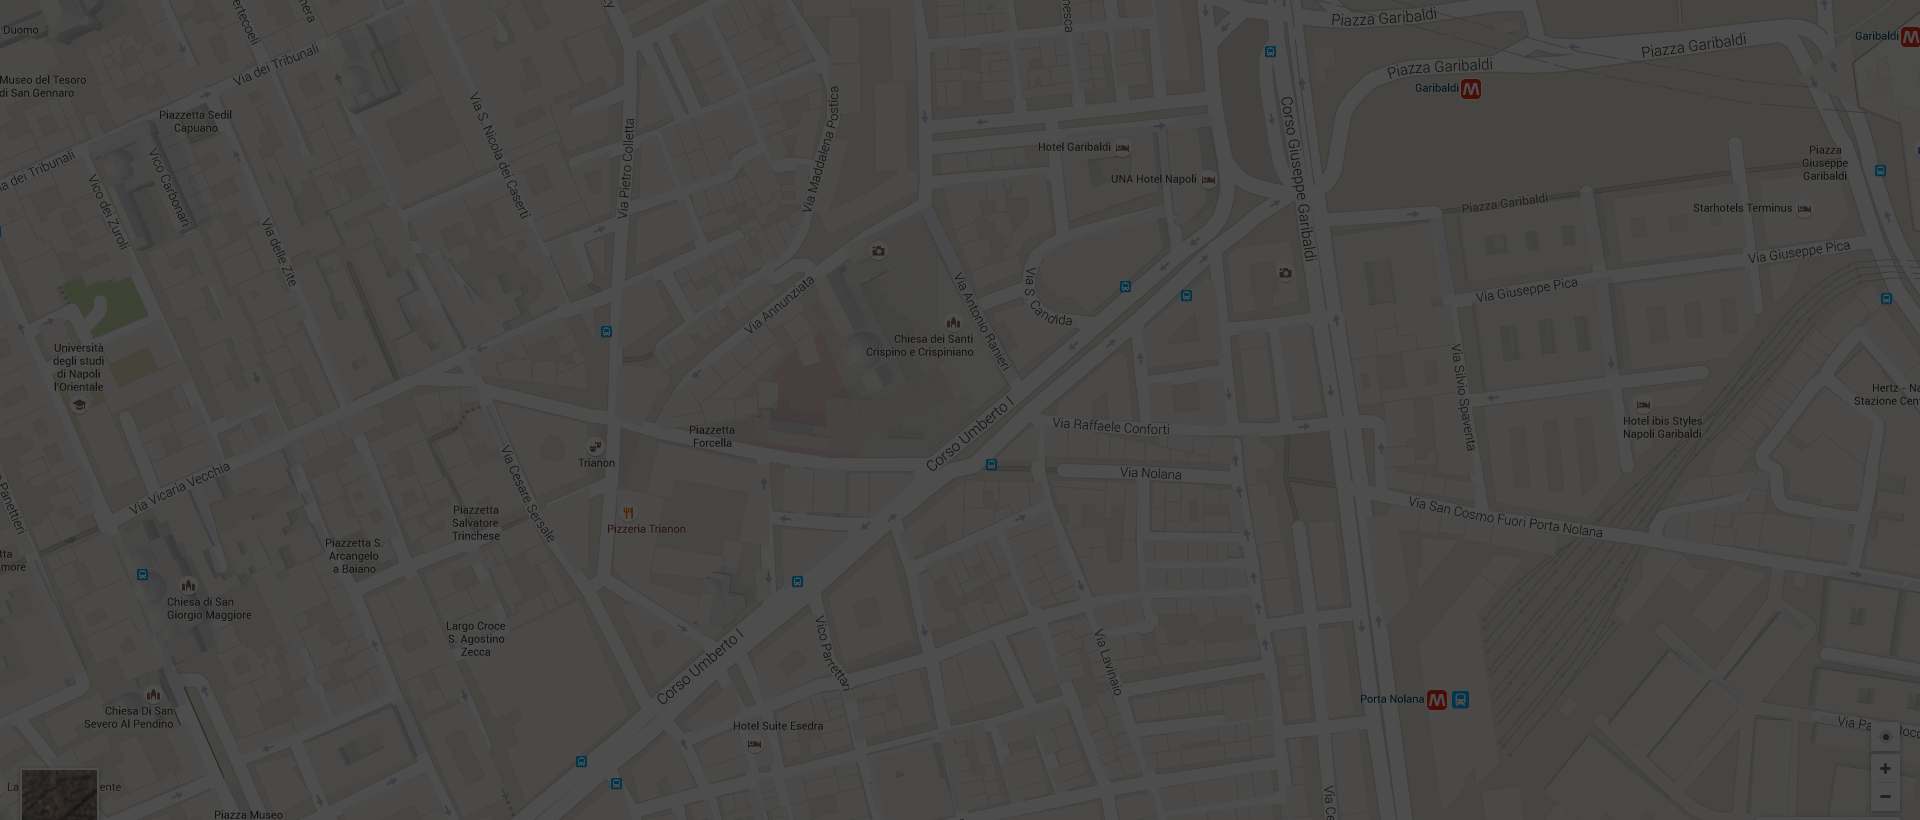 Duomo
Via dei Tribunali
Museo del Tesoro
di San Gennaro
Piazzetta Sedil
Capuano
Via S. Nicola dei Caserti
Via Pietro Colletta
Via Maddalena Postica
Piazza Garibaldi
Piazza Garibaldi
Piazza Garibaldi
Garibaldi M
Garibaldi M
Corso Giuseppe Garibaldi
Hotel Garibaldi
UNA Hotel Napoli
Piazza
Giuseppe
Garibaldi
Piazza Garibaldi
Starhotels Terminus
Via Giuseppe Pica
Via Giuseppe Pica
dei Tribunali
Vico dei Zuroli
Vico Carbonari
Via delle Zite
Via Annunziata
Via Antonio Ranieri
Via S. Candida
Chiesa dei Santi
Crispino e Crispiniano
Università
degli studi
di Napoli
l'Orientale
Via Silvio Spaventa
Hertz - Na
Stazione Cent
Hotel ibis Styles
Napoli Garibaldi
Piazzetta
Forcella
Corso Umberto I
Via Raffaele Conforti
Via Nolana
Trianon
Via Vicaria Vecchia
Via Cesare Sersale
Piazzetta
Salvatore
Trinchese
Pizzeria Trianon
Via San Cosmo Fuori Porta Nolana
Panettieri
Piazzetta S.
Arcangelo
a Baiano
Chiesa di San
Giorgio Maggiore
Largo Croce
S. Agostino
Zecca
Corso Umberto I
Vico Parrettari
Via Lavinaio
Porta Nolana M
Chiesa Di San
Severo Al Pendino
Hotel Suite Esedra
Piazza Museo
+
−